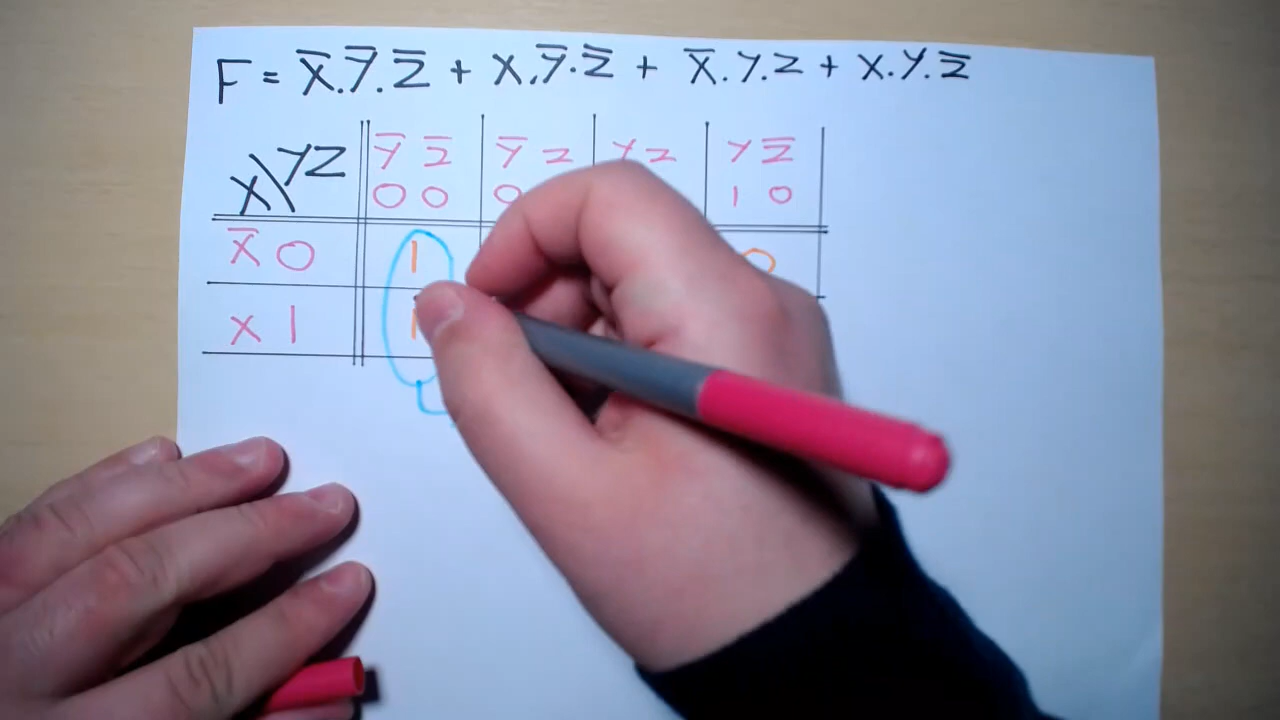 F = X̅.Y̅.Z̅ + X.Y̅.Z̅ + X̅.Y.Z + X.Y.Z̅
X\YZ Y̅ Z̅ Y̅ Z Y Z Y Z̅
0 0 0 1 0
X̅ 0 1 0
X 1 1